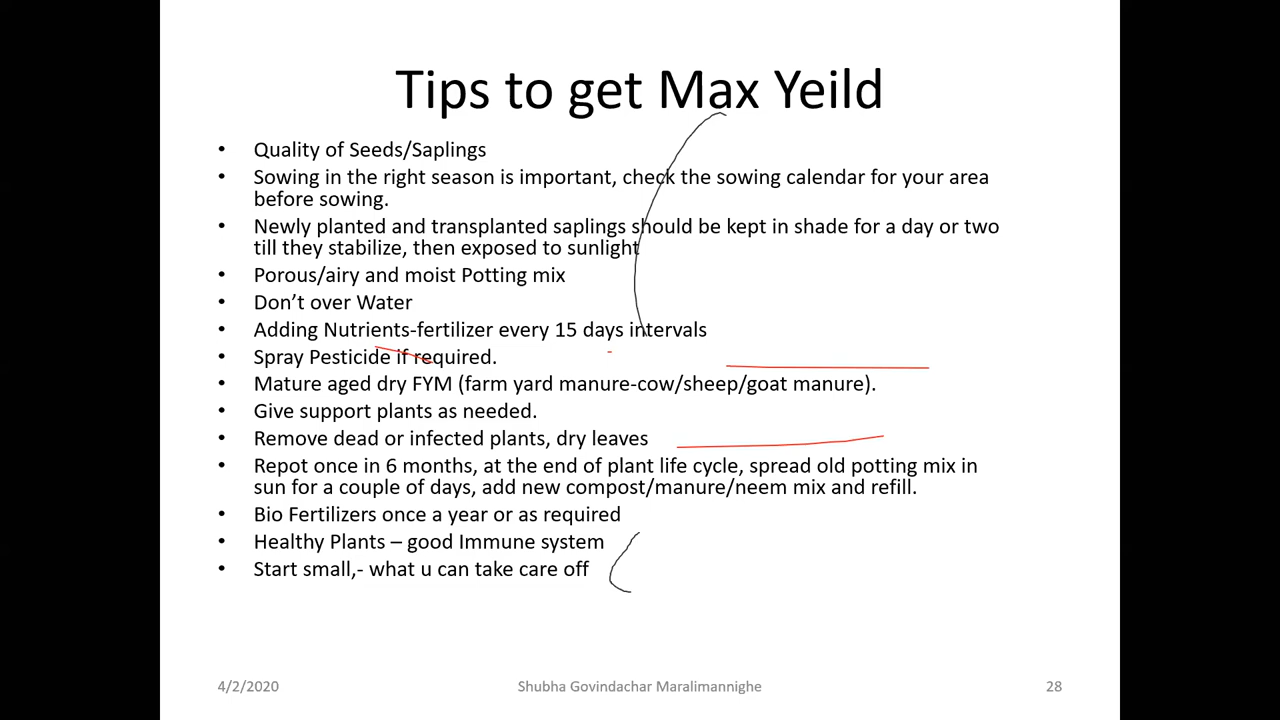 Tips to get Max Yeild
• Quality of Seeds/Saplings
• Sowing in the right season is important, check the sowing calendar for your area
before sowing.
• Newly planted and transplanted saplings should be kept in shade for a day or two
till they stabilize, then exposed to sunlight
• Porous/airy and moist Potting mix
• Don’t over Water
• Adding Nutrients-fertilizer every 15 days intervals
• Spray Pesticide if required.
• Mature aged dry FYM (farm yard manure-cow/sheep/goat manure).
• Give support plants as needed.
• Remove dead or infected plants, dry leaves
• Repot once in 6 months, at the end of plant life cycle, spread old potting mix in
sun for a couple of days, add new compost/manure/neem mix and refill.
• Bio Fertilizers once a year or as required
• Healthy Plants – good Immune system
• Start small,- what u can take care off
4/2/2020 Shubha Govindachar Maralimannighe 28